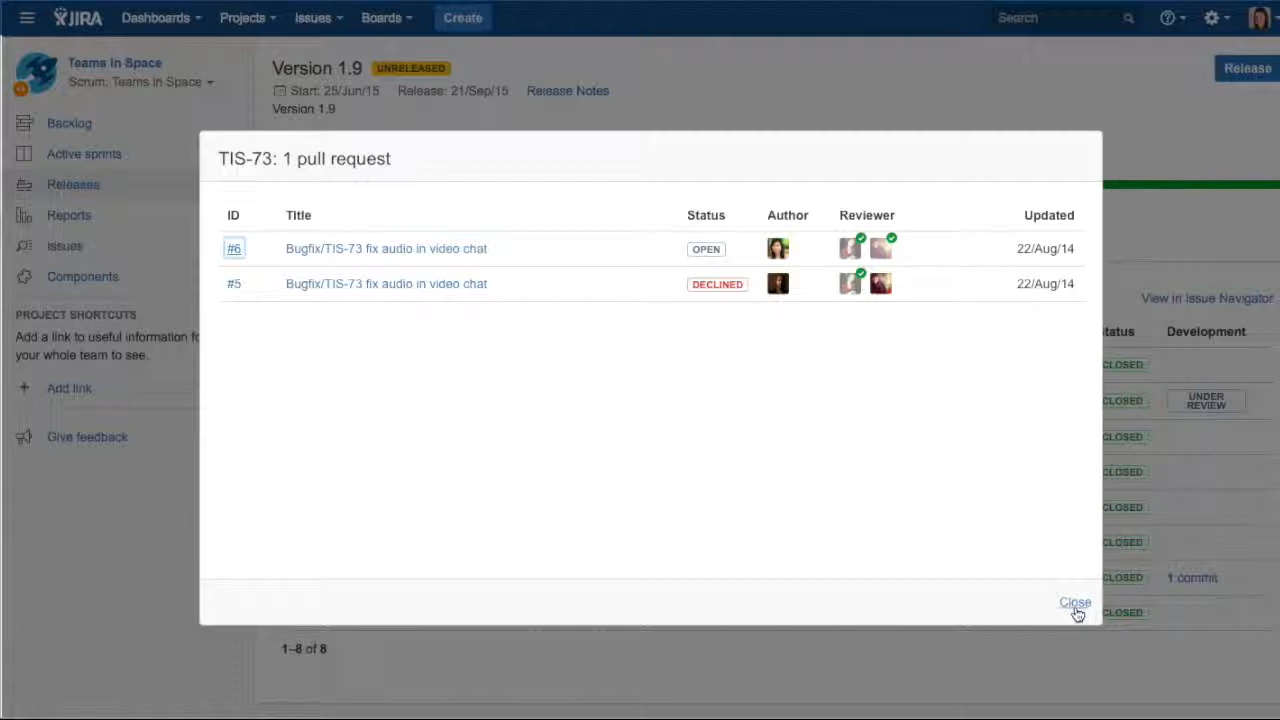 JIRA Dashboards Projects Issues Boards Create Search
Teams in Space
Scrum: Teams in Space
Backlog
Active sprints
Releases
Reports
Issues
Components
PROJECT SHORTCUTS
Add a link to useful information fo
your whole team to see.
Add link
Give feedback
Version 1.9 UNRELEASED
Start: 25/Jun/15 Release: 21/Sep/15 Release Notes
Version 1.9
Release
TIS-73: 1 pull request
ID Title Status Author Reviewer Updated
#6 Bugfix/TIS-73 fix audio in video chat OPEN 22/Aug/14
#5 Bugfix/TIS-73 fix audio in video chat DECLINED 22/Aug/14
Close
View in Issue Navigator
tatus Development
CLOSED
CLOSED UNDER
REVIEW
CLOSED
CLOSED
CLOSED
CLOSED
CLOSED 1 commit
CLOSED
1–8 of 8